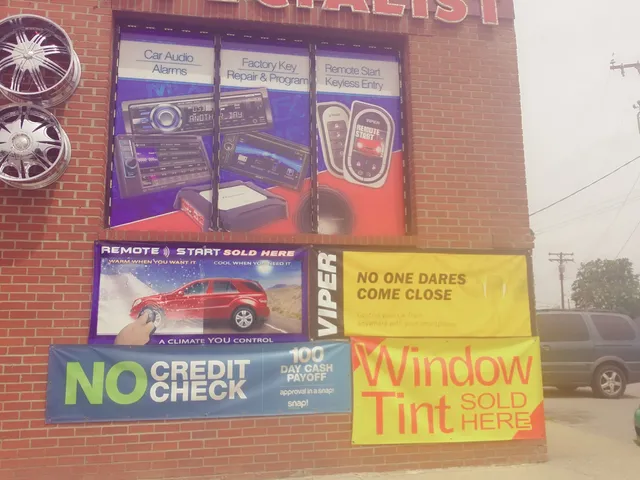 CIALIST
Car Audio
Alarms
Factory Key
Repair & Program
Remote Start
Keyless Entry
REMOTE START SOLD HERE
WARM WHEN YOU WANT IT
COOL WHEN YOU NEED IT
A CLIMATE YOU CONTROL
VIPER
NO ONE DARES
COME CLOSE
NO CREDIT
CHECK
100
DAY CASH
PAYOFF
approval in a snap
snap!
Window
Tint SOLD
HERE